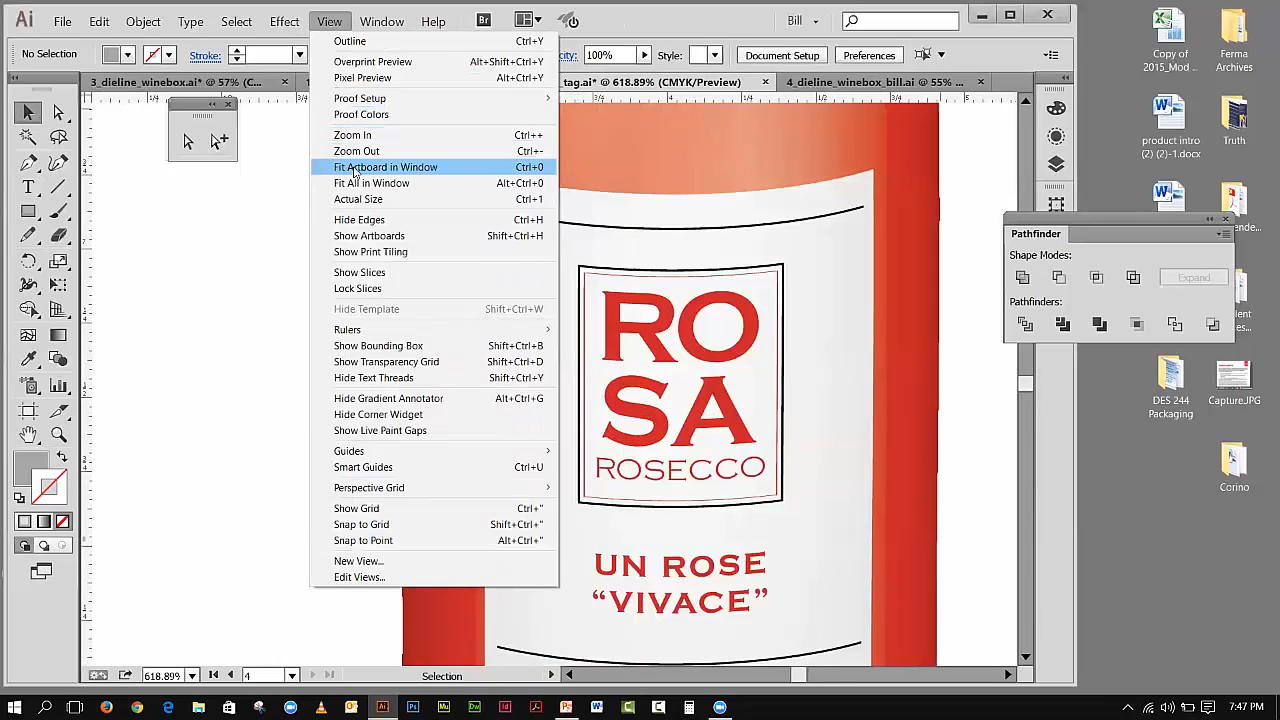 Ai File Edit Object Type Select Effect View Window Help Br Bill
No Selection Stroke: 100% Style: Document Setup Preferences
3_dieline_winebox.ai* @ 57% (C... _tag.ai* @ 618.89% (CMYK/Preview) 4_dieline_winebox_bill.ai @ 55% ...
Outline Ctrl+Y
Overprint Preview Alt+Shift+Ctrl+Y
Pixel Preview Alt+Ctrl+Y
Proof Setup
Proof Colors
Zoom In Ctrl++
Zoom Out Ctrl+-
Fit Artboard in Window Ctrl+0
Fit All in Window Alt+Ctrl+0
Actual Size Ctrl+1
Hide Edges Ctrl+H
Show Artboards Shift+Ctrl+H
Show Print Tiling
Show Slices
Lock Slices
Hide Template Shift+Ctrl+W
Rulers
Show Bounding Box Shift+Ctrl+B
Show Transparency Grid Shift+Ctrl+D
Hide Text Threads Shift+Ctrl+Y
Hide Gradient Annotator Alt+Ctrl+G
Hide Corner Widget
Show Live Paint Gaps
Guides
Smart Guides Ctrl+U
Perspective Grid
Show Grid Ctrl+"
Snap to Grid Shift+Ctrl+"
Snap to Point Alt+Ctrl+"
New View...
Edit Views...
RO
SA
ROSECCO
UN ROSE
“VIVACE”
Pathfinder
Shape Modes:
Expand
Pathfinders:
Copy of
2015_Mod ...
Ferma
Archives
product intro
(2) (2)-1.docx
Truth
DES 244
Packaging
CaptureJPG
Corino
618.89% 4 Selection
7:47 PM